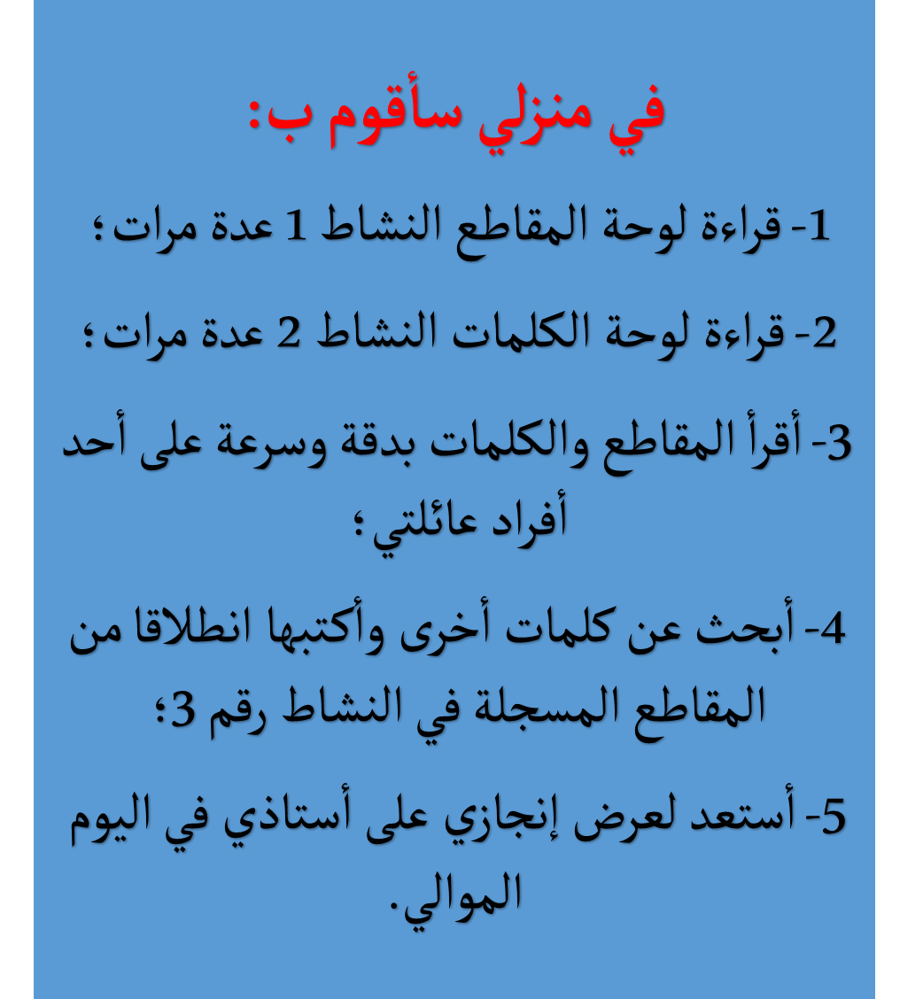 في منزلي سأقوم ب:
1- قراءة لوحة المقاطع النشاط 1 عدة مرات؛
2- قراءة لوحة الكلمات النشاط 2 عدة مرات؛
3- أقرأ المقاطع والكلمات بدقة وسرعة على أحد
أفراد عائلتي؛
4- أبحث عن كلمات أخرى وأكتبها انطلاقا من
المقاطع المسجلة في النشاط رقم 3؛
5- أستعد لعرض إنجازي على أستاذي في اليوم
الموالي.